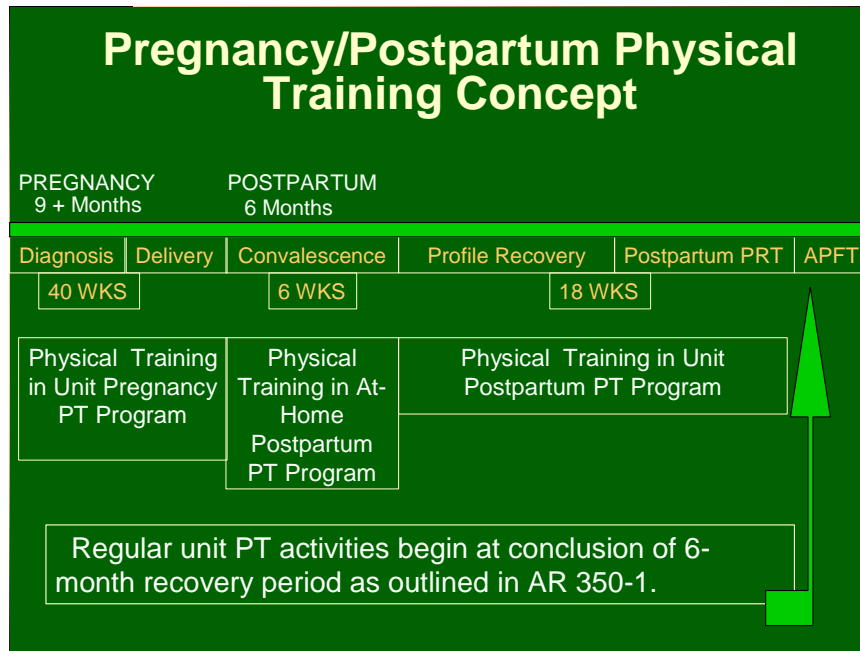 Pregnancy/Postpartum Physical
Training Concept
PREGNANCY
9 + Months
POSTPARTUM
6 Months
Diagnosis
Delivery
Convalescence
Profile Recovery
Postpartum PRT
APFT
40 WKS
6 WKS
18 WKS
Physical Training
in Unit Pregnancy
PT Program
Physical
Training in At-
Home
Postpartum
PT Program
Physical Training in Unit
Postpartum PT Program
Regular unit PT activities begin at conclusion of 6-
month recovery period as outlined in AR 350-1.